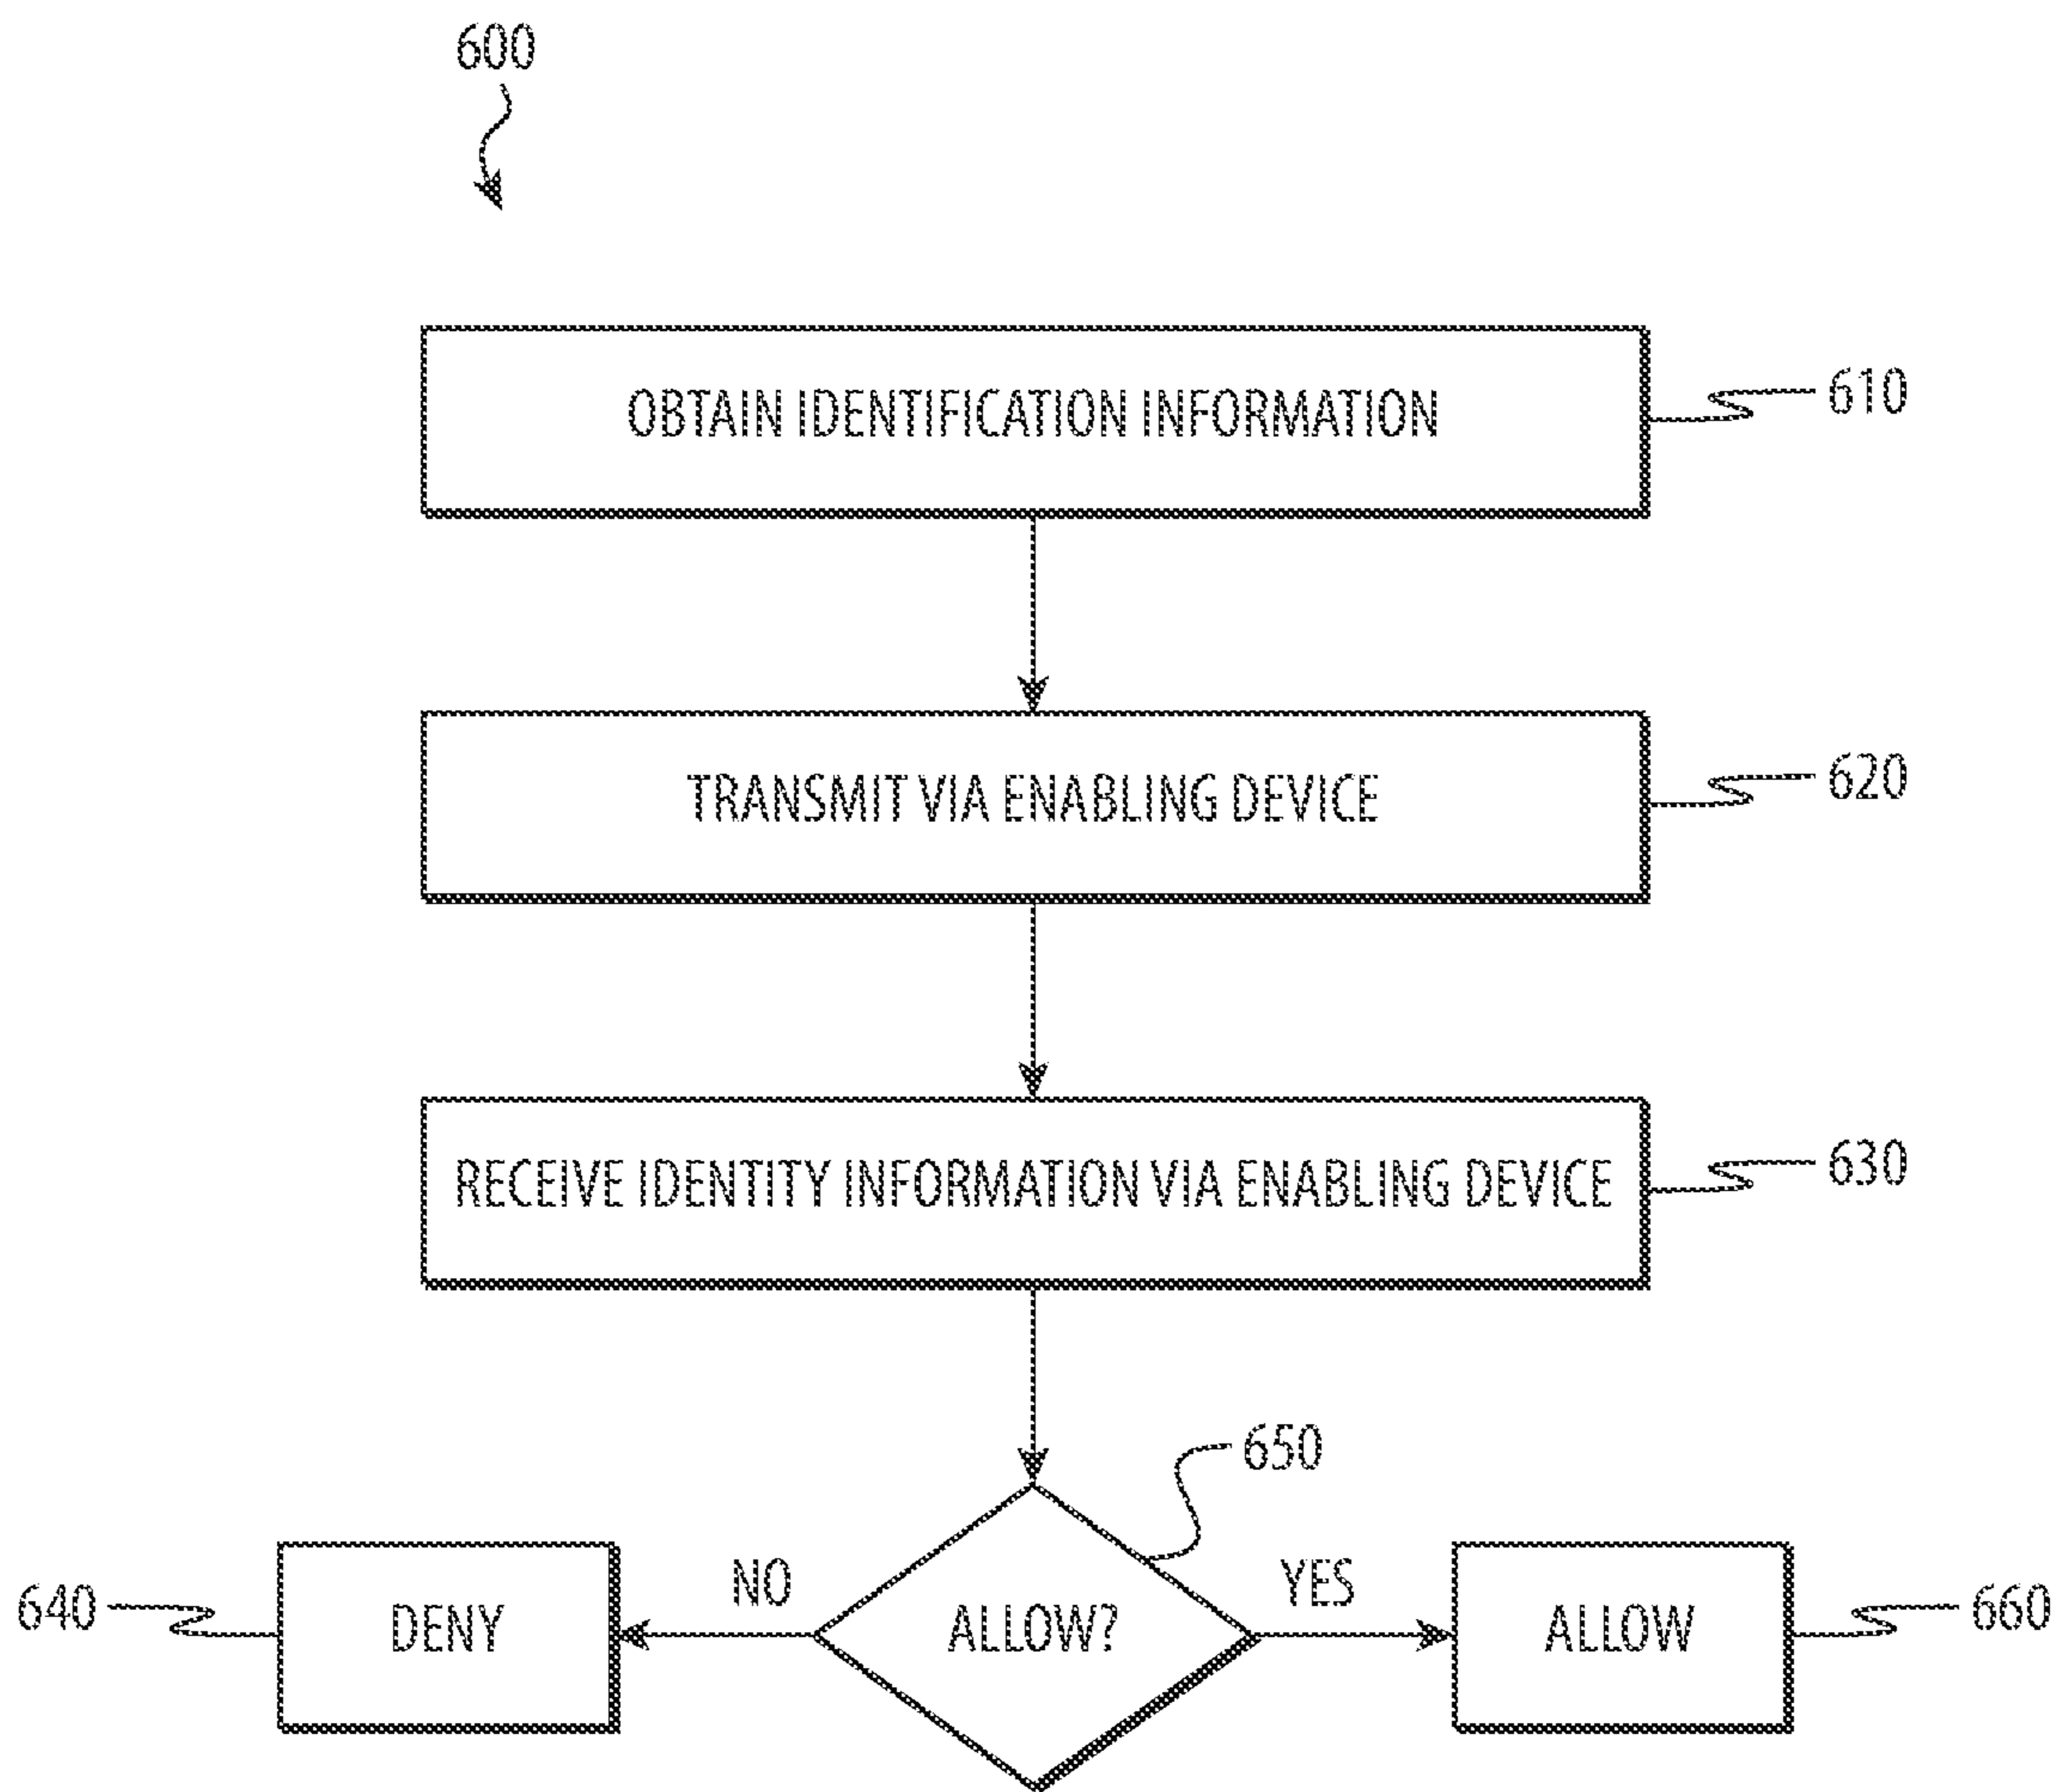 600
OBTAIN IDENTIFICATION INFORMATION
610
TRANSMIT VIA ENABLING DEVICE
620
RECEIVE IDENTITY INFORMATION VIA ENABLING DEVICE
630
650
640
DENY
NO
ALLOW?
YES
ALLOW
660